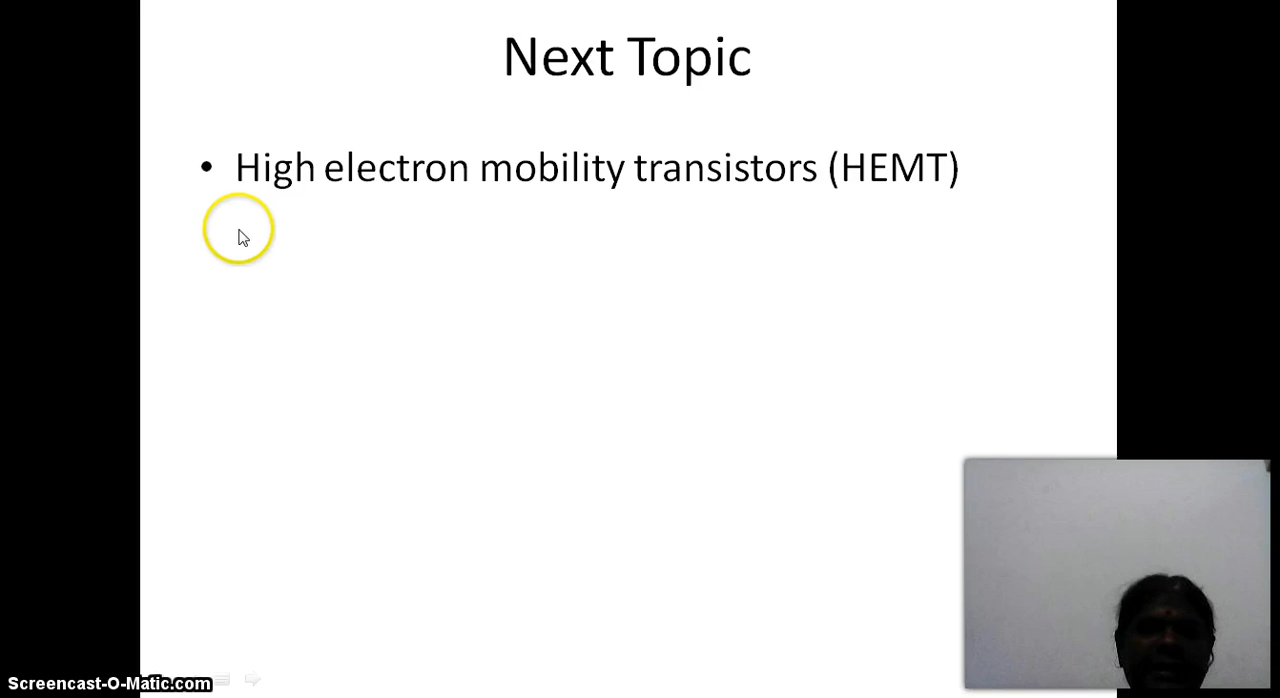 Next Topic
• High electron mobility transistors (HEMT)
Screencast-O-Matic.com